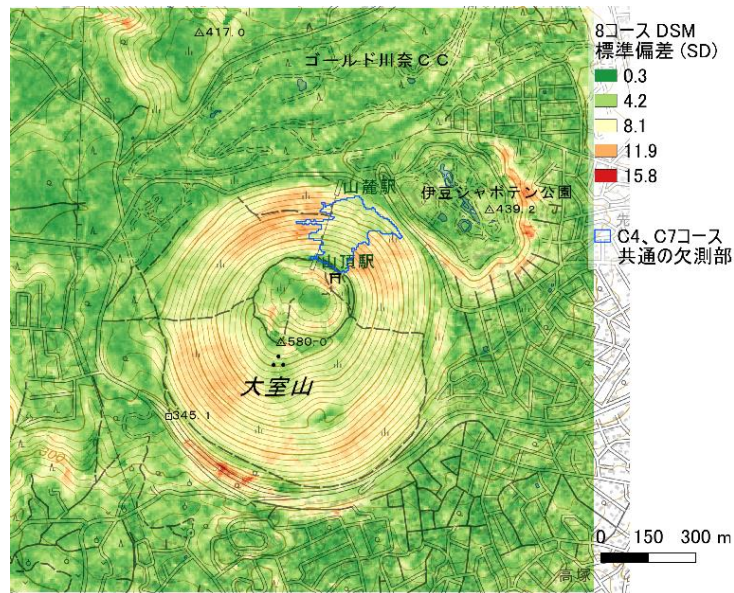 8コース DSM
標準偏差 (SD)
0.3
4.2
8.1
11.9
15.8
C4、C7コース
共通の欠測部
417.0
ゴールド川奈CC
山麓駅
伊豆シャボテン公園
439.2
先
山頂駅
580.0
大室山
345.1
300
0 150 300 m
高塚